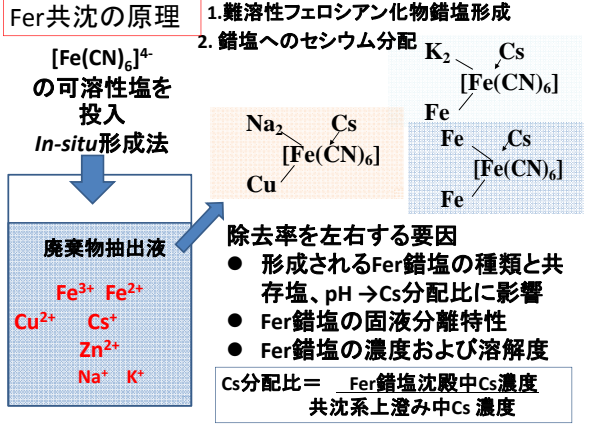 Fer共沈の原理
1.難溶性フェロシアン化物錯塩形成
2. 錯塩へのセシウム分配
[Fe(CN)₆]⁴⁻
の可溶性塩を
投入
In-situ形成法
廃棄物抽出液
Fe³⁺ Fe²⁺
Cu²⁺ Cs⁺
Zn²⁺
Na⁺ K⁺
Na₂ Cs
[Fe(CN)₆]
Cu
K₂ Cs
[Fe(CN)₆]
Fe
Fe Cs
[Fe(CN)₆]
Fe
除去率を左右する要因
● 形成されるFer錯塩の種類と共
存塩、pH →Cs分配比に影響
● Fer錯塩の固液分離特性
● Fer錯塩の濃度および溶解度
Cs分配比＝ Fer錯塩沈殿中Cs濃度
共沈系上澄み中Cs 濃度